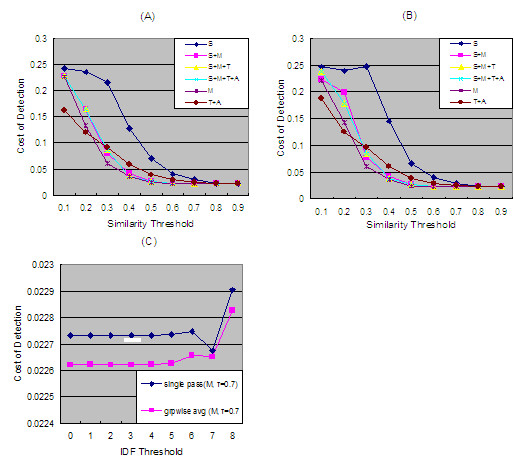 (A)
0.3
0.25
0.2
0.15
0.1
0.05
0
Cost of Detection
S
S+M
S+M+T
S+M+T+A
M
T+A
0.1 0.2 0.3 0.4 0.5 0.6 0.7 0.8 0.9
Similarity Threshold
(B)
0.3
0.25
0.2
0.15
0.1
0.05
0
Cost of Detection
S
S+M
S+M+T
S+M+T+A
M
T+A
0.1 0.2 0.3 0.4 0.5 0.6 0.7 0.8 0.9
Similarity Threshold
(C)
0.023
0.0229
0.0228
0.0227
0.0226
0.0225
0.0224
Cost of Detection
single pass(M, τ=0.7)
grpwise avg (M, τ=0.7
0 1 2 3 4 5 6 7 8
IDF Threshold